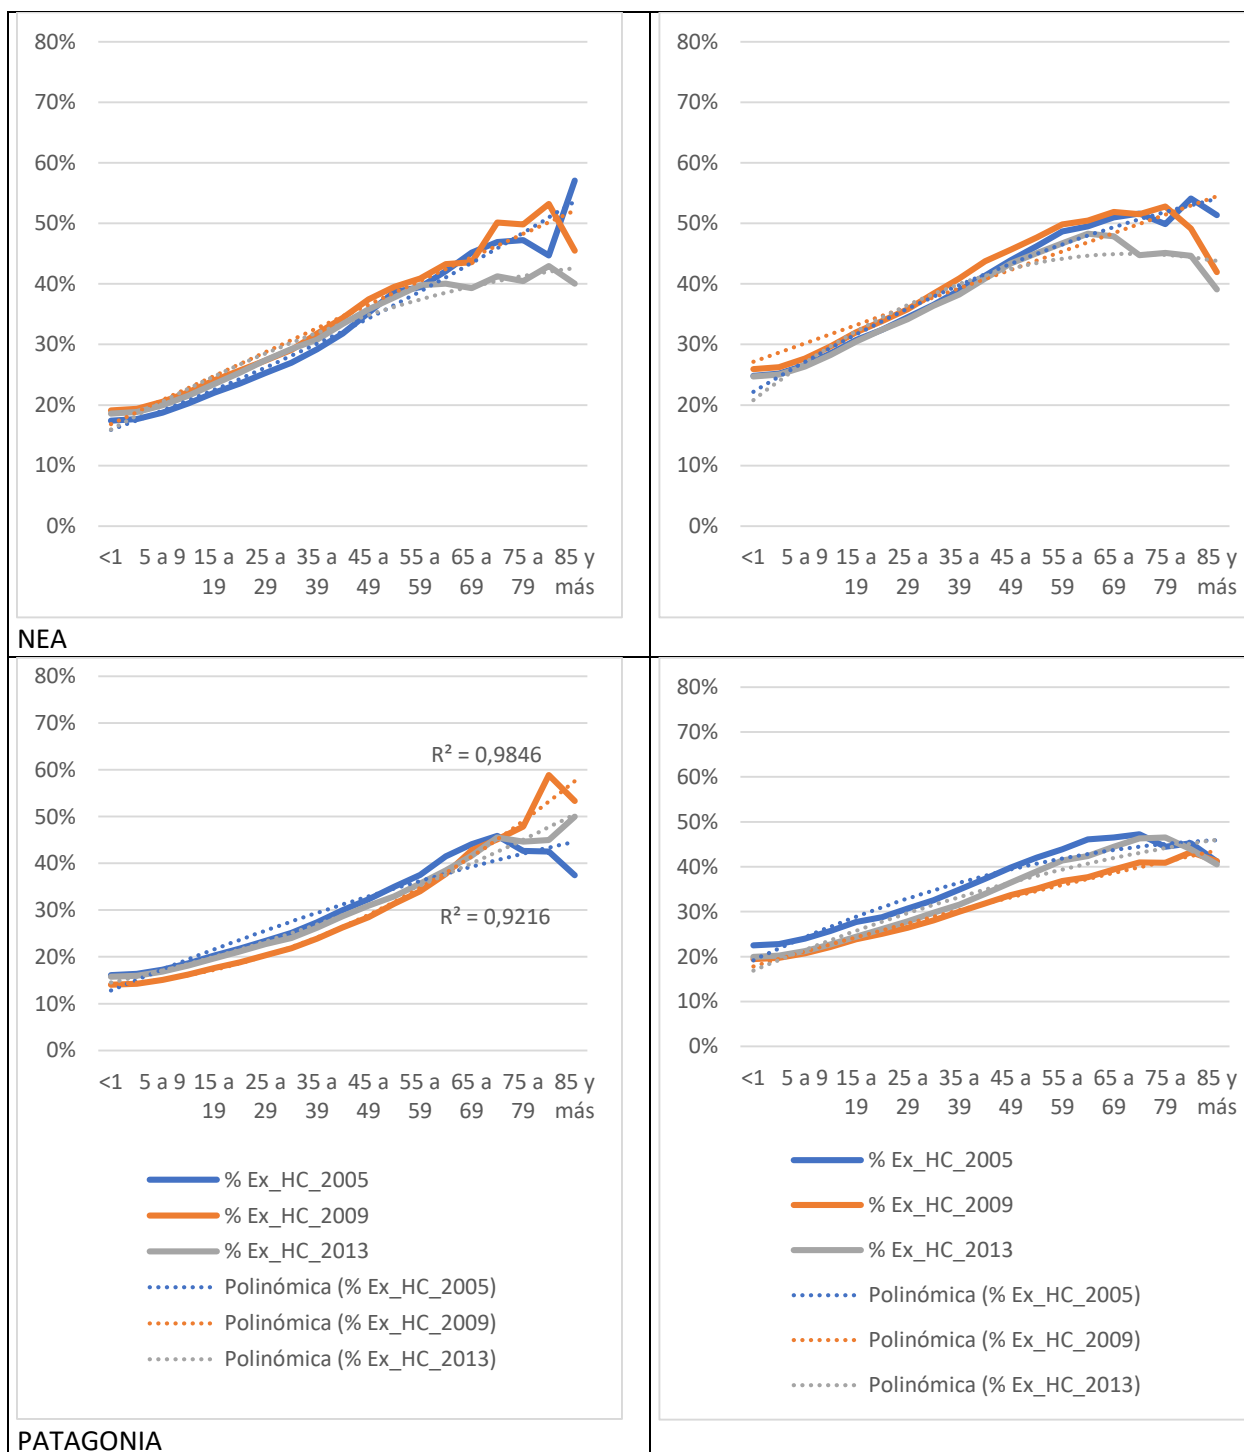 80%
70%
60%
50%
40%
30%
20%
10%
0%
<1 5 a 9 15 a 25 a 35 a 45 a 55 a 65 a 75 a 85 y
19 29 39 49 59 69 79 más
NEA
80%
70%
60%
50%
40%
30%
20%
10%
0%
<1 5 a 9 15 a 25 a 35 a 45 a 55 a 65 a 75 a 85 y
19 29 39 49 59 69 79 más
80%
70%
60%
50%
40%
30%
20%
10%
0%
R² = 0,9846
R² = 0,9216
<1 5 a 9 15 a 25 a 35 a 45 a 55 a 65 a 75 a 85 y
19 29 39 49 59 69 79 más
% Ex_HC_2005
% Ex_HC_2009
% Ex_HC_2013
Polinómica (% Ex_HC_2005)
Polinómica (% Ex_HC_2009)
Polinómica (% Ex_HC_2013)
PATAGONIA
80%
70%
60%
50%
40%
30%
20%
10%
0%
<1 5 a 9 15 a 25 a 35 a 45 a 55 a 65 a 75 a 85 y
19 29 39 49 59 69 79 más
% Ex_HC_2005
% Ex_HC_2009
% Ex_HC_2013
Polinómica (% Ex_HC_2005)
Polinómica (% Ex_HC_2009)
Polinómica (% Ex_HC_2013)